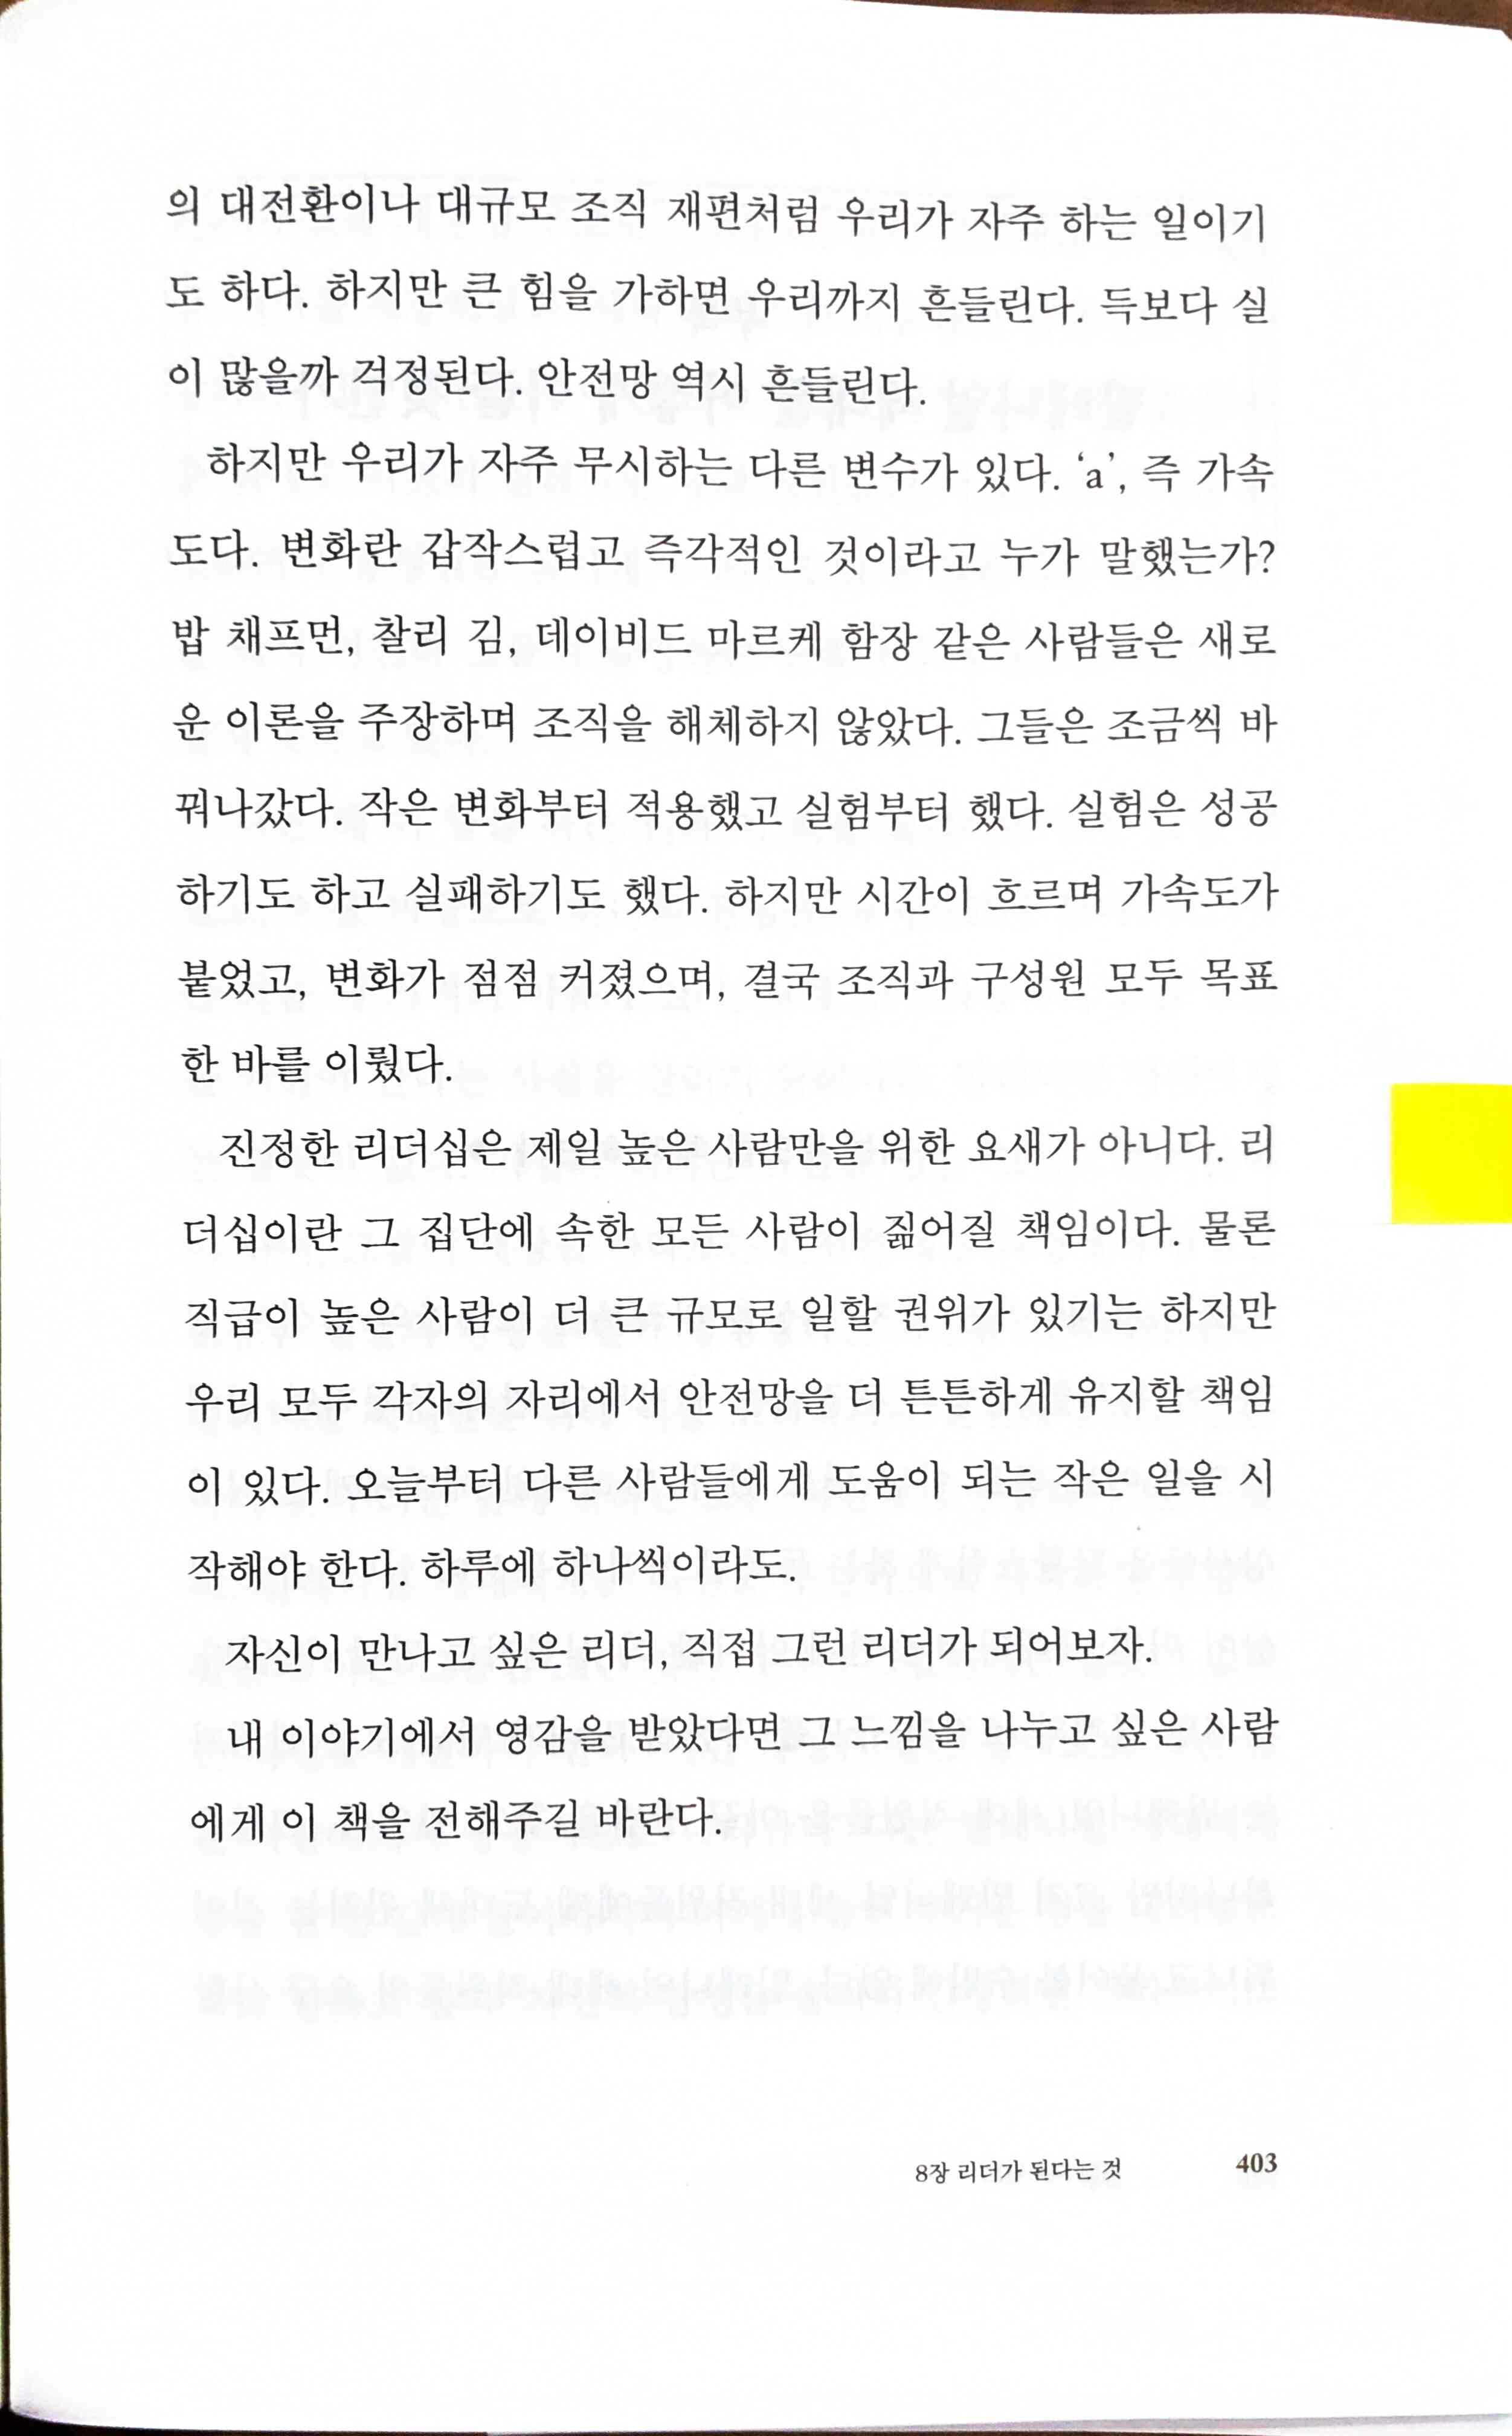 의 대전환이나 대규모 조직 재편처럼 우리가 자주 하는 일이기
도 하다. 하지만 큰 힘을 가하면 우리까지 흔들린다. 득보다 실
이 많을까 걱정된다. 안전망 역시 흔들린다.
하지만 우리가 자주 무시하는 다른 변수가 있다. ‘a’, 즉 가속
도다. 변화란 갑작스럽고 즉각적인 것이라고 누가 말했는가?
밥 채프먼, 찰리 김, 데이비드 마르케 함장 같은 사람들은 새로
운 이론을 주장하며 조직을 해체하지 않았다. 그들은 조금씩 바
꿔나갔다. 작은 변화부터 적용했고 실험부터 했다. 실험은 성공
하기도 하고 실패하기도 했다. 하지만 시간이 흐르며 가속도가
붙었고, 변화가 점점 커졌으며, 결국 조직과 구성원 모두 목표
한 바를 이뤘다.
진정한 리더십은 제일 높은 사람만을 위한 요새가 아니다. 리
더십이란 그 집단에 속한 모든 사람이 짊어질 책임이다. 물론
직급이 높은 사람이 더 큰 규모로 일할 권위가 있기는 하지만
우리 모두 각자의 자리에서 안전망을 더 튼튼하게 유지할 책임
이 있다. 오늘부터 다른 사람들에게 도움이 되는 작은 일을 시
작해야 한다. 하루에 하나씩이라도.
자신이 만나고 싶은 리더, 직접 그런 리더가 되어보자.
내 이야기에서 영감을 받았다면 그 느낌을 나누고 싶은 사람
에게 이 책을 전해주길 바란다.
8장 리더가 된다는 것 403